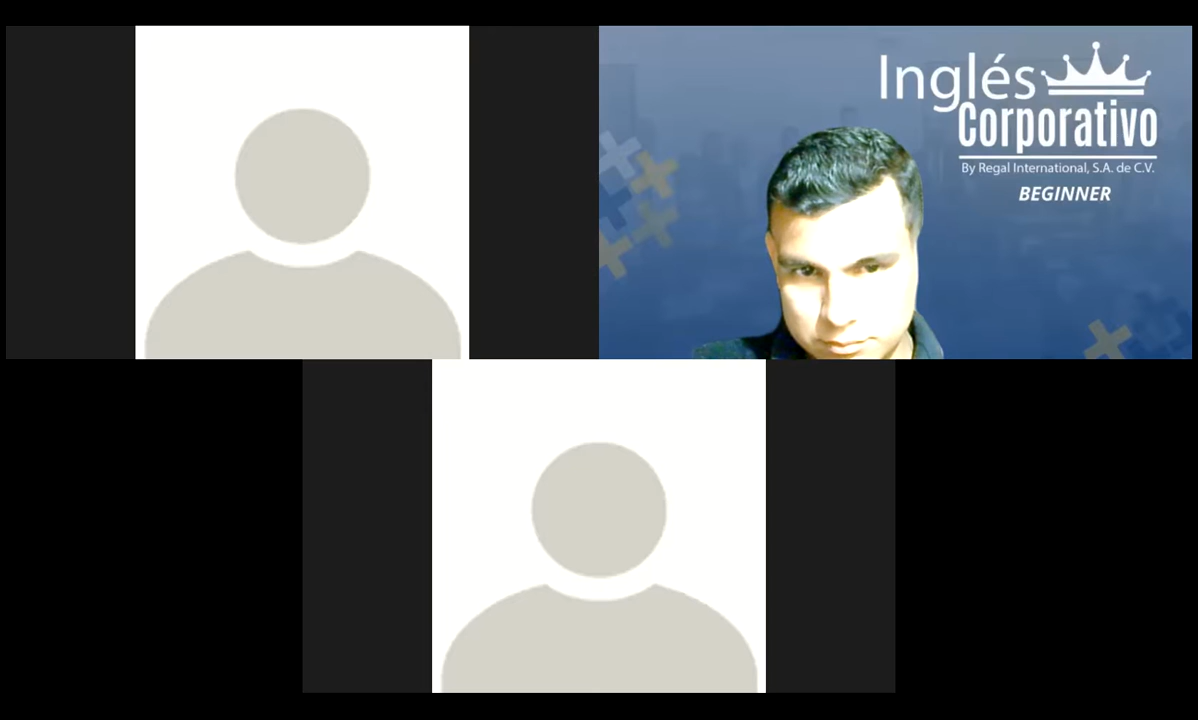 Inglés
Corporativo
By Regal International, S.A. de C.V.
BEGINNER